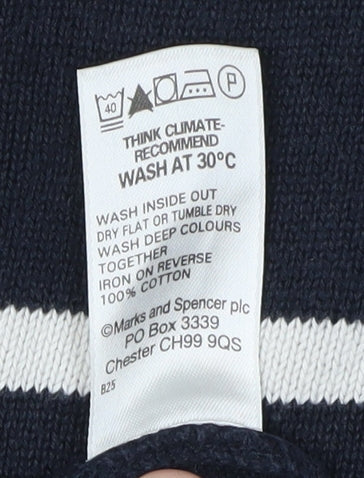 40 P
THINK CLIMATE-
RECOMMEND
WASH AT 30°C
WASH INSIDE OUT
DRY FLAT OR TUMBLE DRY
WASH DEEP COLOURS
TOGETHER
IRON ON REVERSE
100% COTTON
©Marks and Spencer plc
PO Box 3339
Chester CH99 9QS
B25